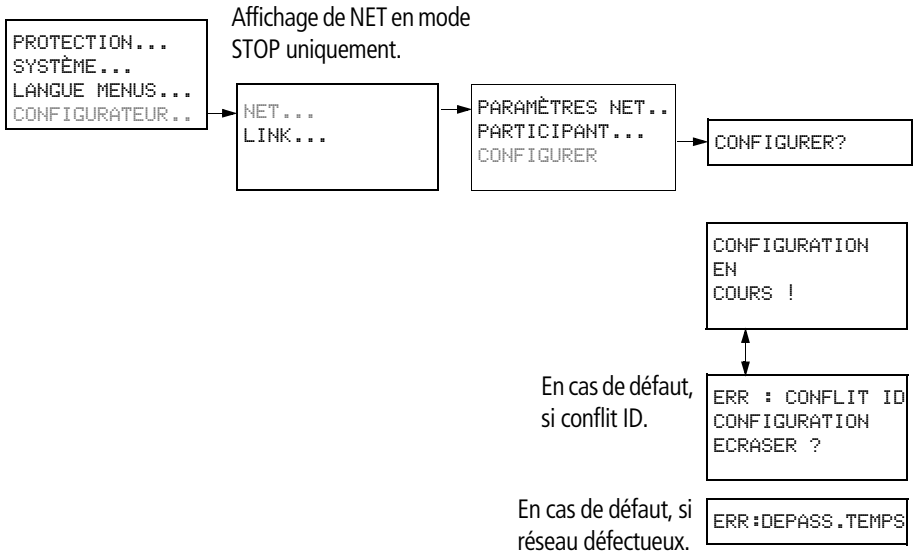 Affichage de NET en mode
STOP uniquement.
PROTECTION...
SYSTÈME...
LANGUE MENUS...
CONFIGURATEUR..
NET...
LINK...
PARAMÈTRES NET..
PARTICIPANT...
CONFIGURER
CONFIGURER?
CONFIGURATION
EN
COURS !
En cas de défaut,
si conflit ID.
ERR : CONFLIT ID
CONFIGURATION
ECRASER ?
En cas de défaut, si
réseau défectueux.
ERR:DEPASS.TEMPS